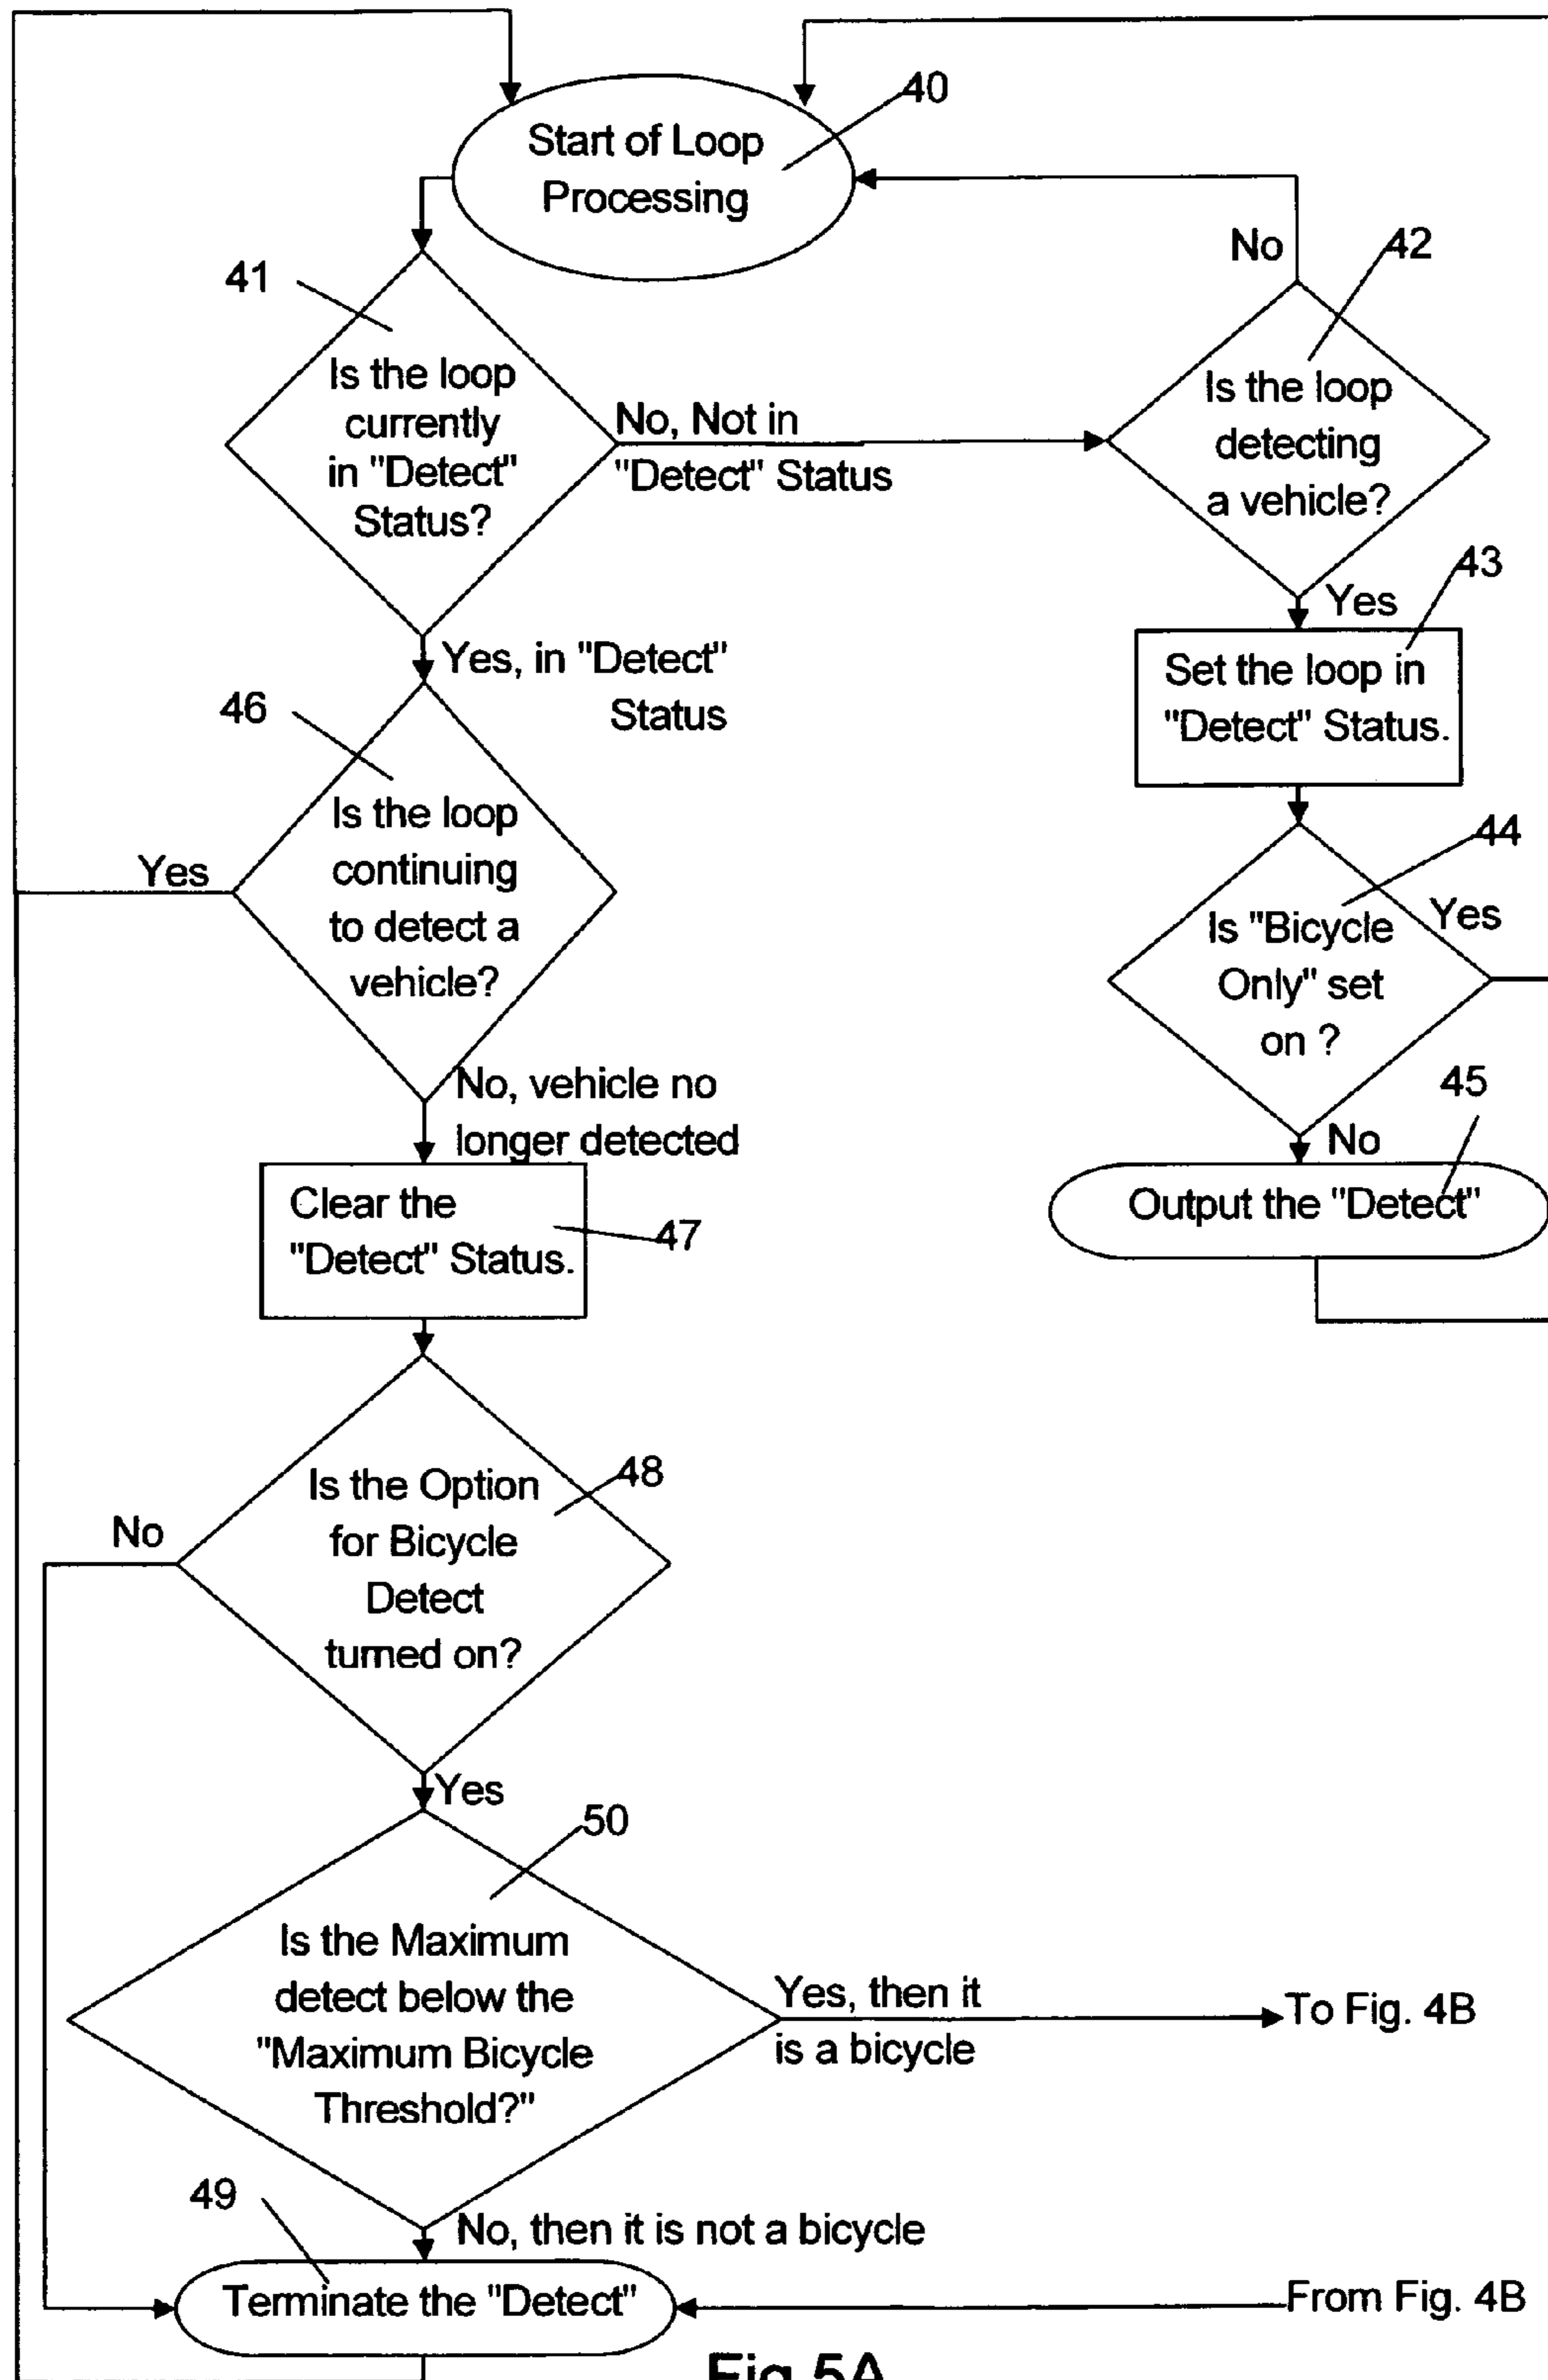 40
Start of Loop
Processing
41
Is the loop
currently
in "Detect"
Status?
No, Not in
"Detect" Status
No
42
Is the loop
detecting
a vehicle?
Yes
43
Set the loop in
"Detect" Status.
44
Is "Bicycle
Only" set
on ?
Yes
No
45
Output the "Detect"
Yes, in "Detect"
Status
46
Is the loop
continuing
to detect a
vehicle?
Yes
No, vehicle no
longer detected
Clear the
"Detect" Status.
47
48
Is the Option
for Bicycle
Detect
turned on?
No
Yes
50
Is the Maximum
detect below the
"Maximum Bicycle
Threshold?"
Yes, then it
is a bicycle
To Fig. 4B
No, then it is not a bicycle
49
Terminate the "Detect"
From Fig. 4B
Fig 5A